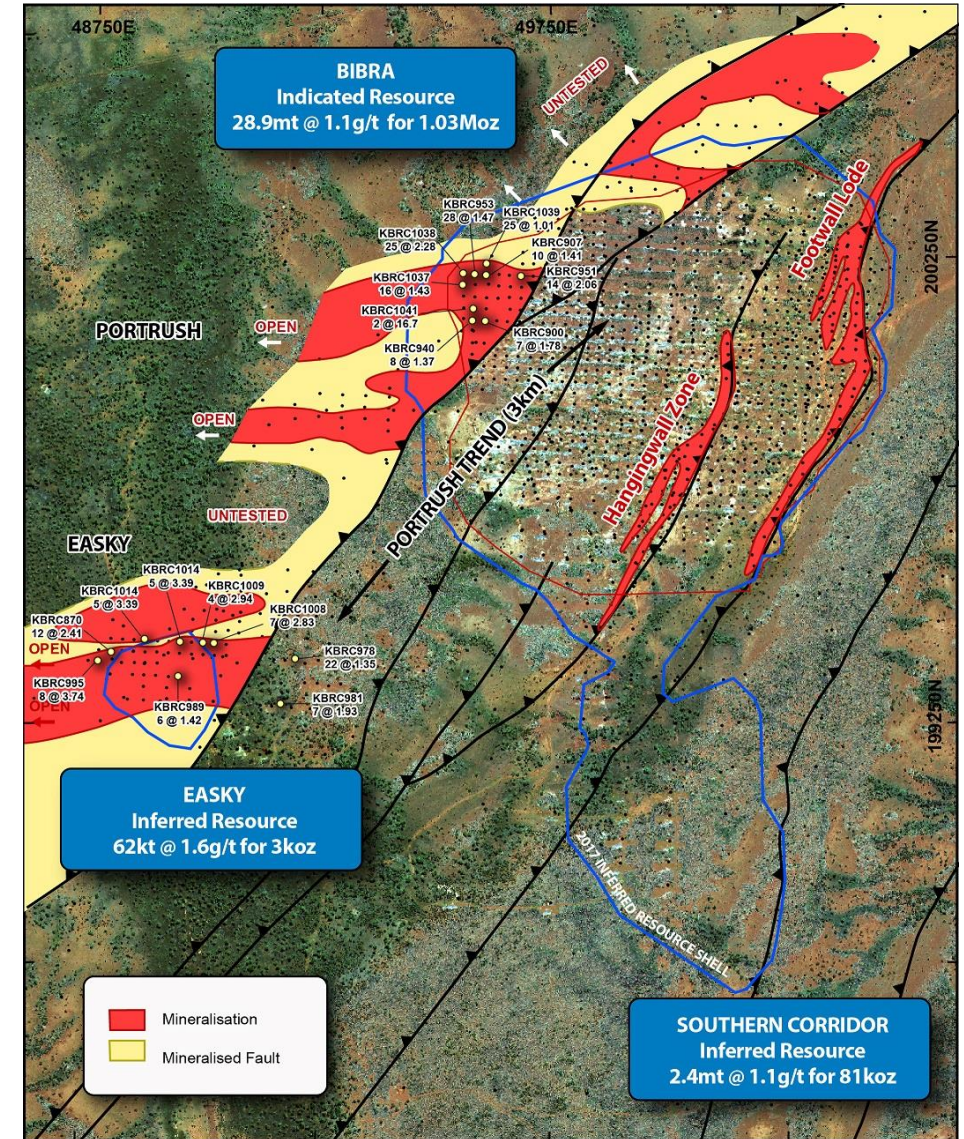 48750E
49750E
BIBRA
Indicated Resource
28.9mt @ 1.1g/t for 1.03Moz
UNTESTED
Footwall Lode
200250N
KBRC953
28 @ 1.47
KBRC1039
25 @ 1.01
KBRC1038
25 @ 2.28
KBRC907
10 @ 1.41
KBRC951
14 @ 2.06
KBRC1037
16 @ 1.43
KBRC1041
2 @ 16.7
KBRC900
7 @ 1.78
KBRC940
8 @ 1.37
PORTRUSH
OPEN
OPEN
PORTRUSH TREND (3km)
Hangingwall Zone
UNTESTED
EASKY
KBRC1014
5 @ 3.39
KBRC1014
5 @ 3.39
KBRC1009
4 @ 2.94
KBRC1008
7 @ 2.83
KBRC870
12 @ 2.41
OPEN
KBRC978
22 @ 1.35
KBRC995
8 @ 3.74
OPEN
KBRC989
6 @ 1.42
KBRC981
7 @ 1.93
199250N
EASKY
Inferred Resource
62kt @ 1.6g/t for 3koz
2017 INFERRED RESOURCE SHELL
Mineralisation
Mineralised Fault
SOUTHERN CORRIDOR
Inferred Resource
2.4mt @ 1.1g/t for 81koz